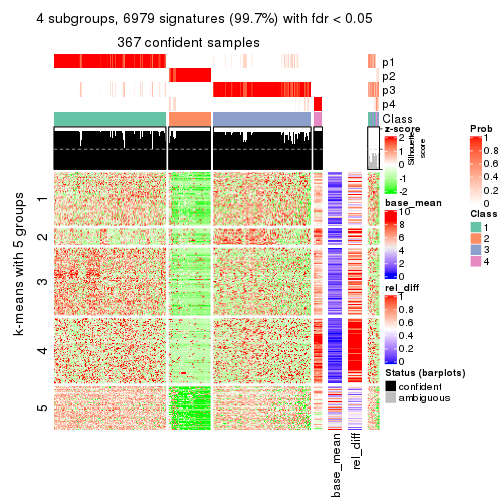 4 subgroups, 6979 signatures (99.7%) with fdr < 0.05
367 confident samples
p1
p2
p3
p4
Class
Silhouette
score
k-means with 5 groups
1
2
3
4
5
base_mean
rel_diff
z-score
2
1
0
-1
-2
base_mean
10
8
6
4
2
0
rel_diff
1
0.8
0.6
0.4
0.2
0
Status (barplots)
confident
ambiguous
Prob
1
0.8
0.6
0.4
0.2
0
Class
1
2
3
4